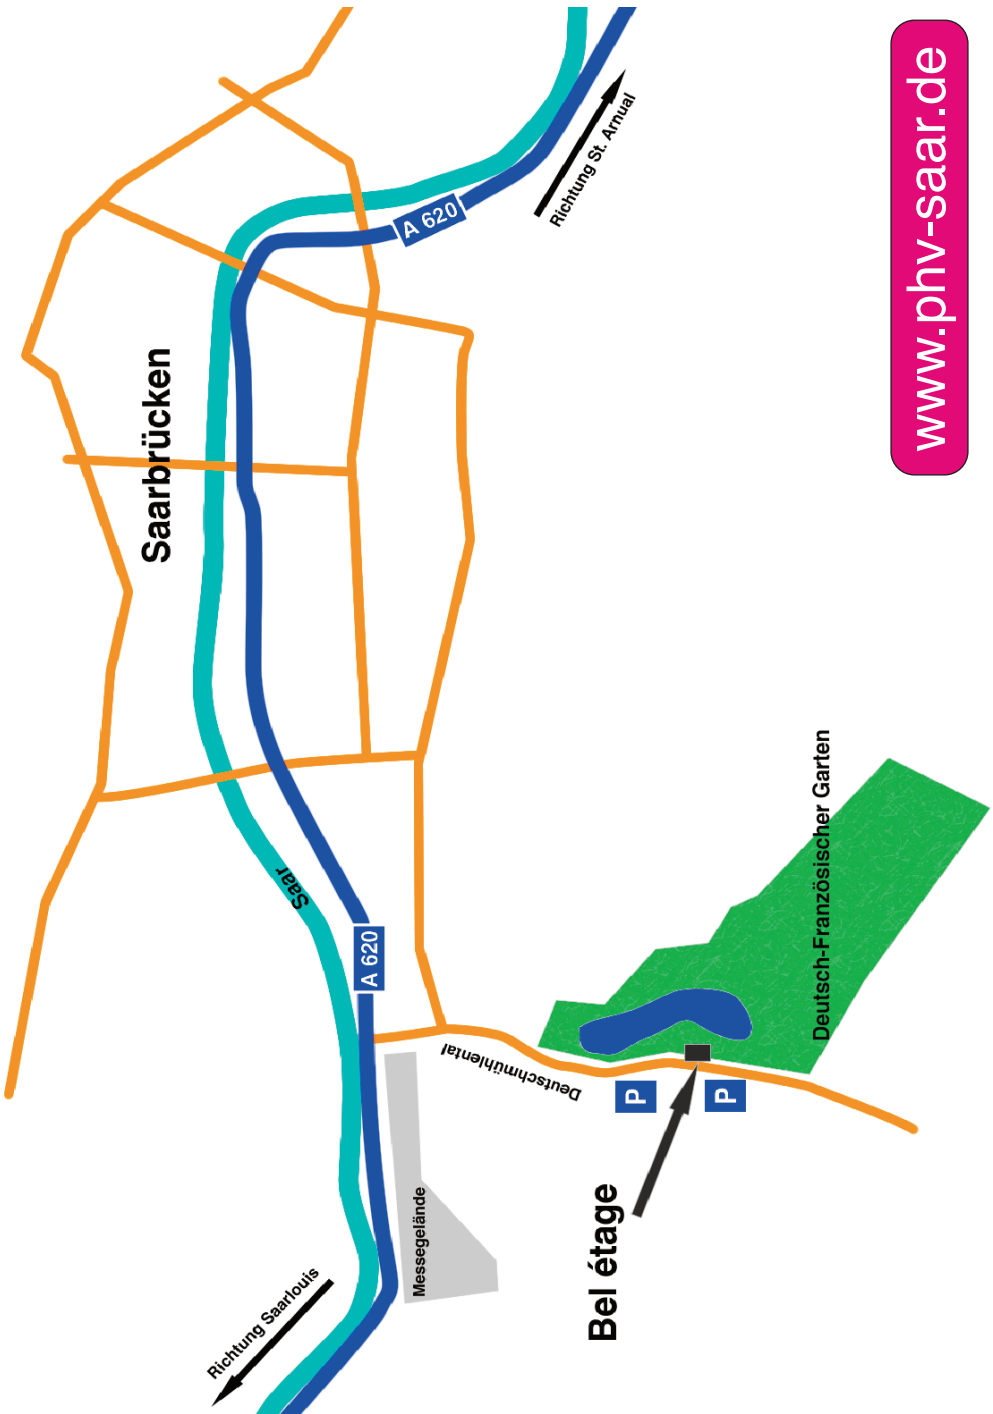 Saarbrücken
Richtung St. Arnual
A 620
www.phv-saar.de
Saar
A 620
Deutschmühlental
Deutsch-Französischer Garten
P
P
Messegelände
Richtung Saarlouis
Bel étage